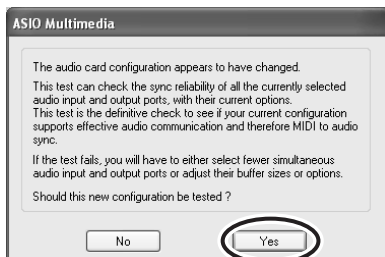 ASIO Multimedia
The audio card configuration appears to have changed.
This test can check the sync reliability of all the currently selected
audio input and output ports, with their current options.
This test is the definitive check to see if your current configuration
supports effective audio communication and therefore MIDI to audio
sync.
If the test fails, you will have to either select fewer simultaneous
audio input and output ports or adjust their buffer sizes or options.
Should this new configuration be tested ?
No
Yes